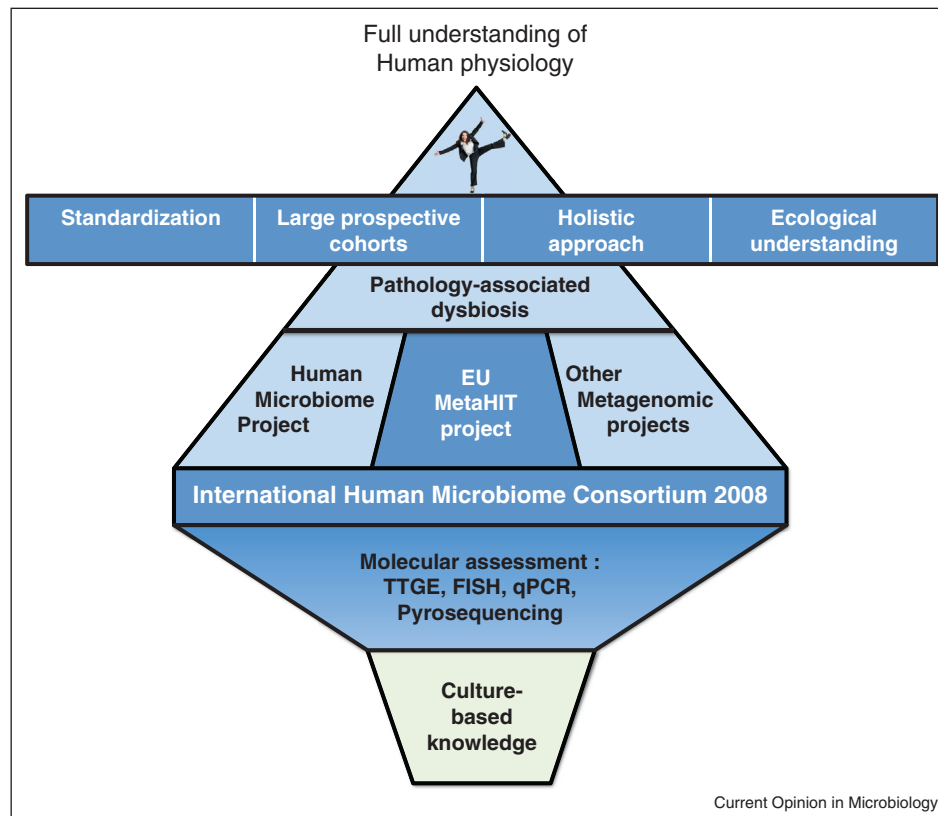 Full understanding of
Human physiology
Standardization
Large prospective
cohorts
Holistic
approach
Ecological
understanding
Pathology-associated
dysbiosis
Human
Microbiome
Project
EU
MetaHIT
project
Other
Metagenomic
projects
International Human Microbiome Consortium 2008
Molecular assessment :
TTGE, FISH, qPCR,
Pyrosequencing
Culture-
based
knowledge
Current Opinion in Microbiology